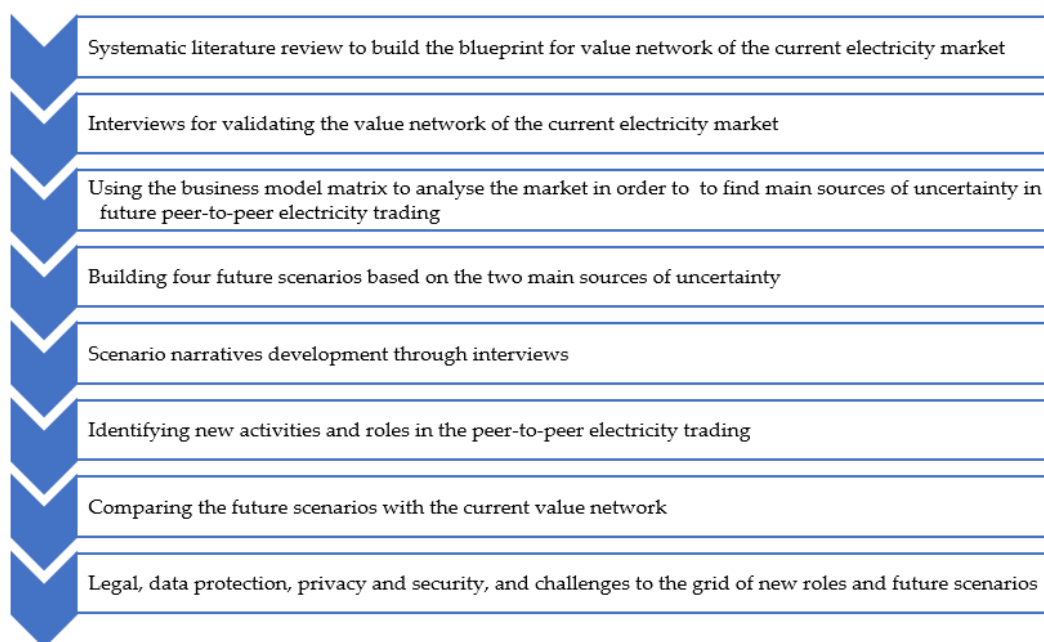 Systematic literature review to build the blueprint for value network of the current electricity market
Interviews for validating the value network of the current electricity market
Using the business model matrix to analyse the market in order to  to find main sources of uncertainty in
future peer-to-peer electricity trading
Building four future scenarios based on the two main sources of uncertainty
Scenario narratives development through interviews
Identifying new activities and roles in the peer-to-peer electricity trading
Comparing the future scenarios with the current value network
Legal, data protection, privacy and security, and challenges to the grid of new roles and future scenarios